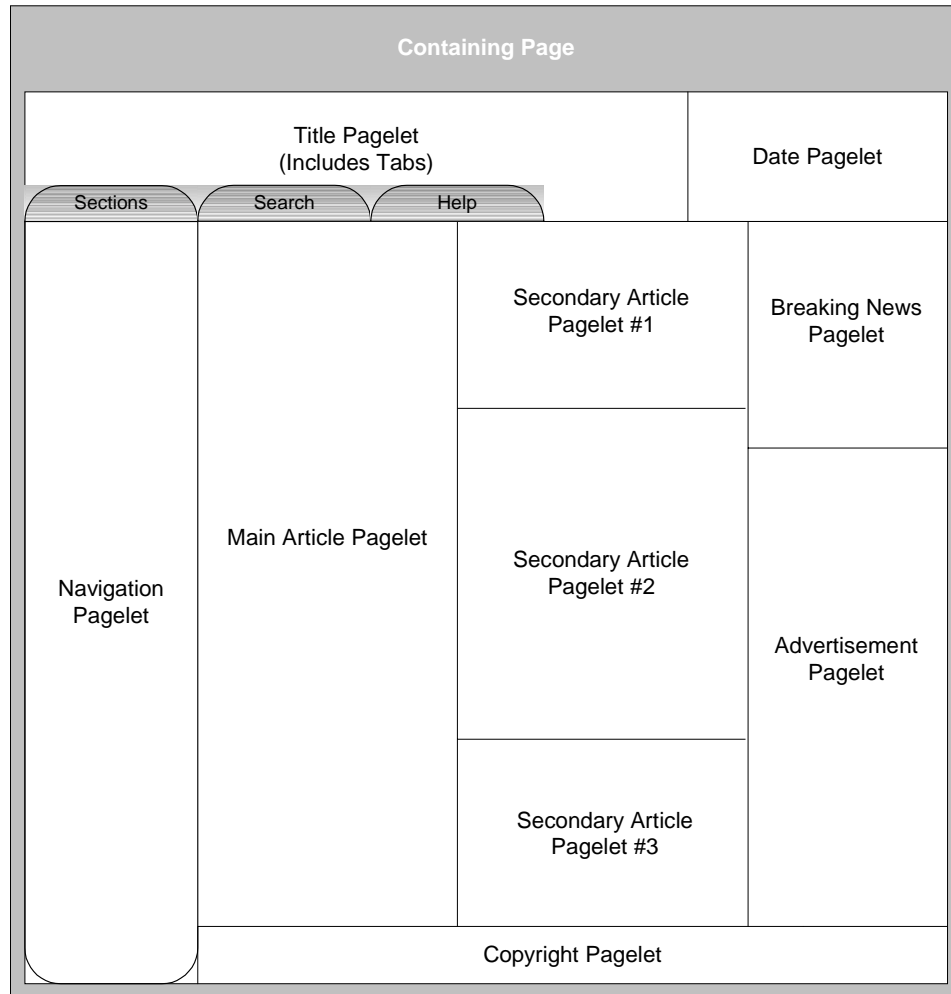 Containing Page
Title Pagelet
(Includes Tabs)
Date Pagelet
Sections
Search
Help
Navigation
Pagelet
Main Article Pagelet
Secondary Article
Pagelet #1
Secondary Article
Pagelet #2
Secondary Article
Pagelet #3
Breaking News
Pagelet
Advertisement
Pagelet
Copyright Pagelet